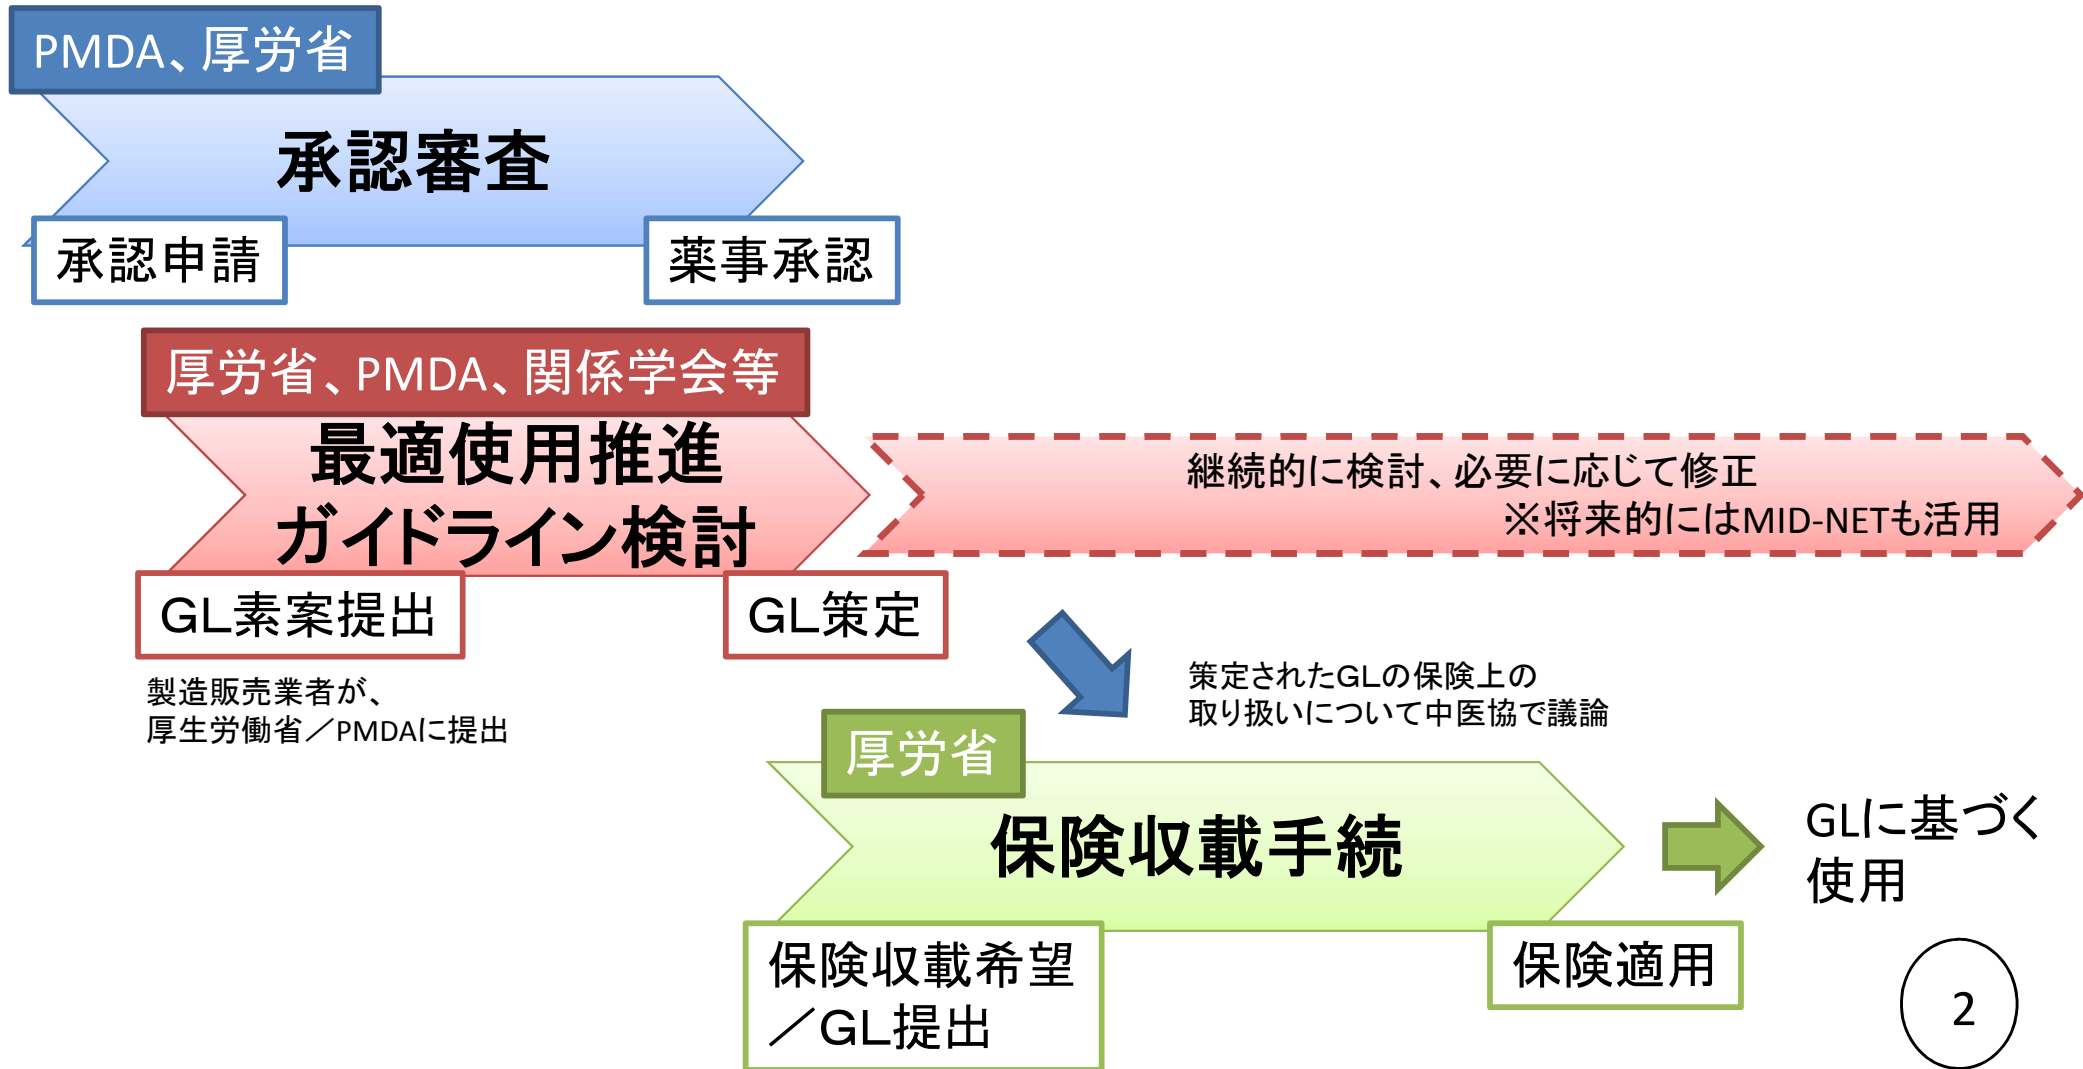 PMDA、厚労省
承認審査
承認申請
薬事承認
厚労省、PMDA、関係学会等
最適使用推進
ガイドライン検討
継続的に検討、必要に応じて修正
※将来的にはMID-NETも活用
GL素案提出
GL策定
製造販売業者が、
厚生労働省／PMDAに提出
策定されたGLの保険上の
取り扱いについて中医協で議論
厚労省
保険収載手続
GLに基づく
使用
保険収載希望
／GL提出
保険適用
2